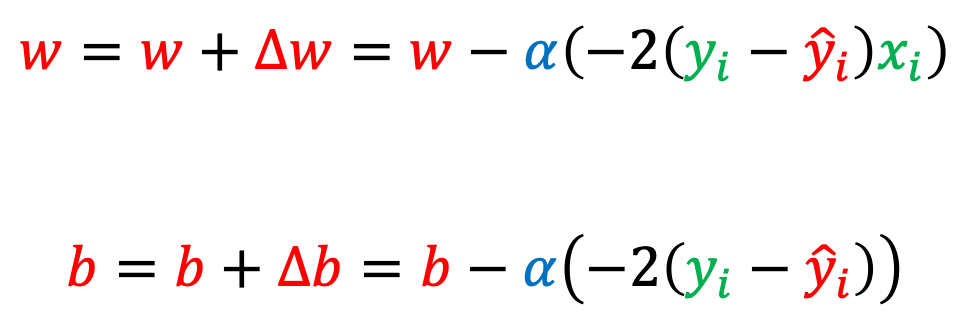 w = w + Δw = w − α(−2(yᵢ − ŷᵢ)xᵢ)
b = b + Δb = b − α(−2(yᵢ − ŷᵢ))